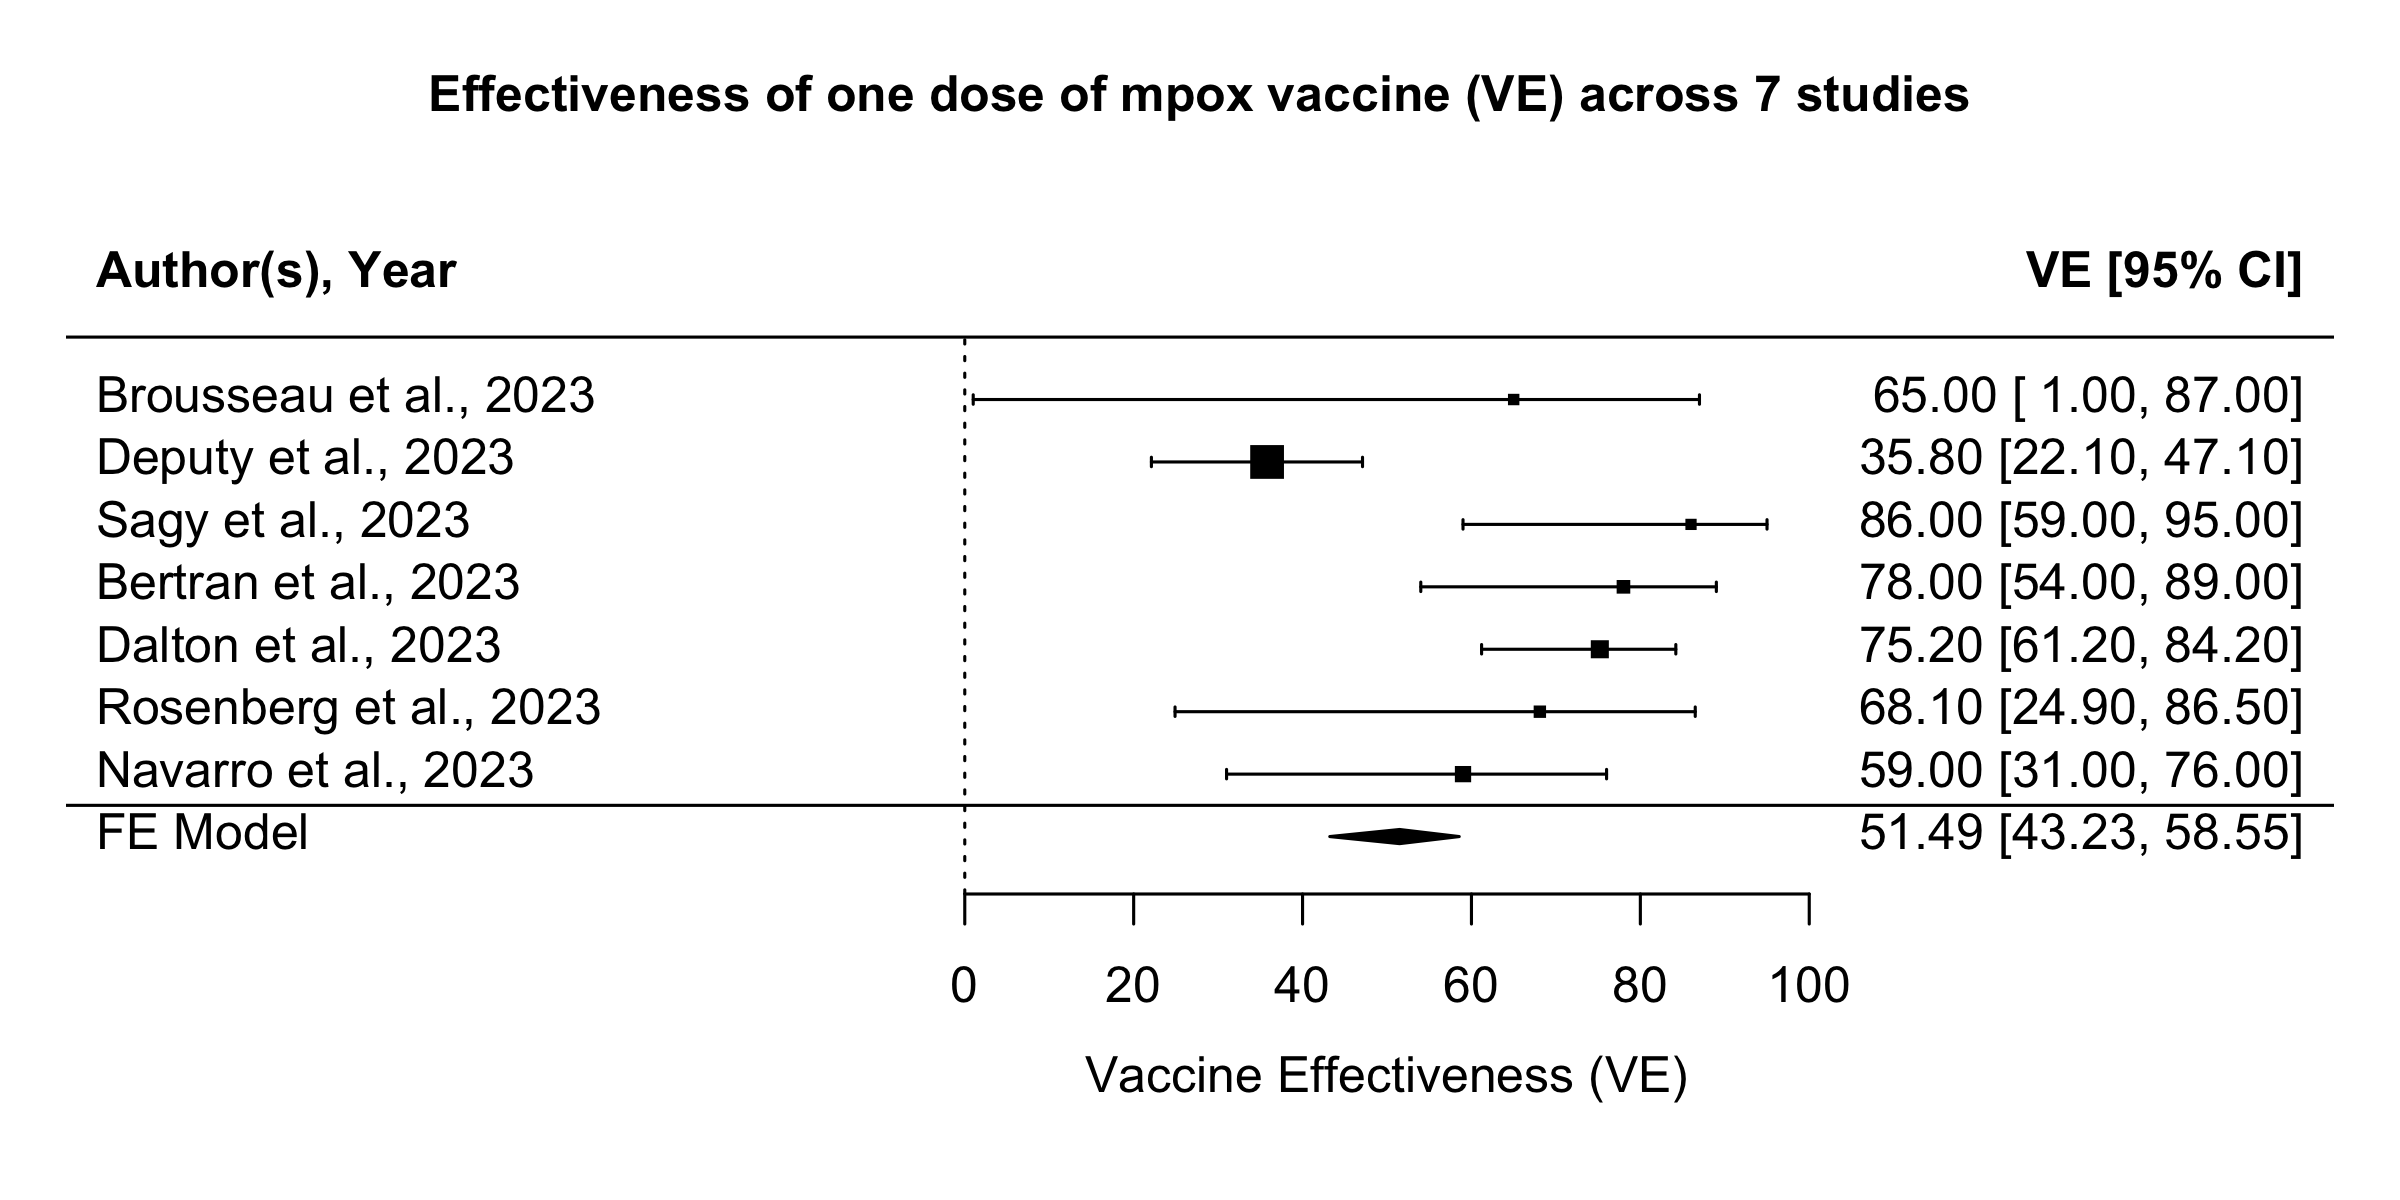 Effectiveness of one dose of mpox vaccine (VE) across 7 studies
Author(s), Year VE [95% CI]
Brousseau et al., 2023 65.00 [ 1.00, 87.00]
Deputy et al., 2023 35.80 [22.10, 47.10]
Sagy et al., 2023 86.00 [59.00, 95.00]
Bertran et al., 2023 78.00 [54.00, 89.00]
Dalton et al., 2023 75.20 [61.20, 84.20]
Rosenberg et al., 2023 68.10 [24.90, 86.50]
Navarro et al., 2023 59.00 [31.00, 76.00]
FE Model 51.49 [43.23, 58.55]
0 20 40 60 80 100
Vaccine Effectiveness (VE)